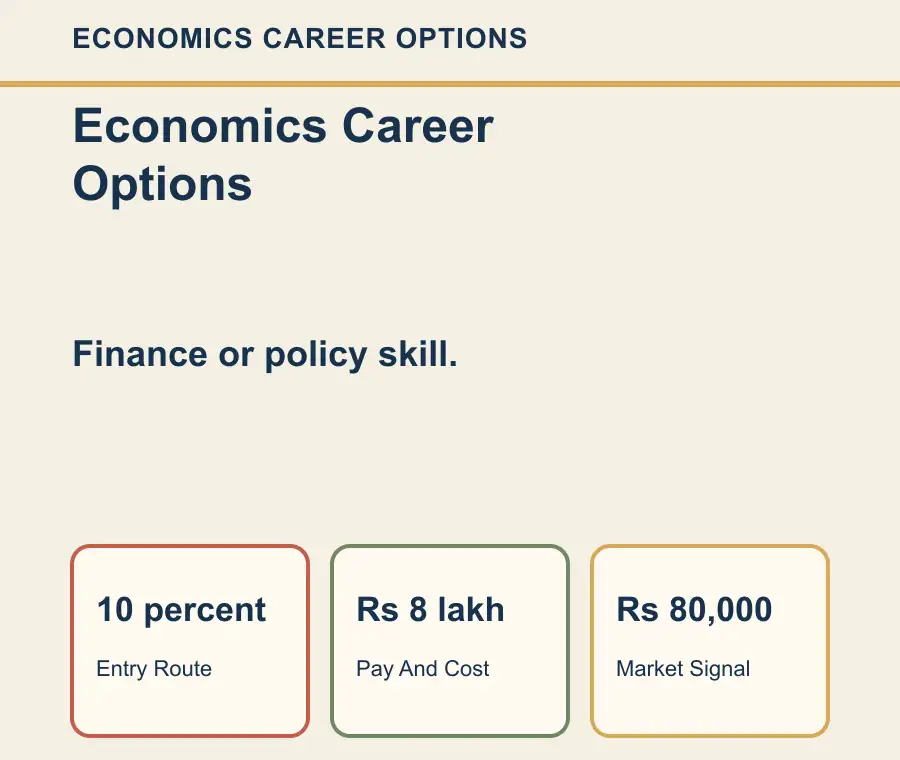 ECONOMICS CAREER OPTIONS
Economics Career
Options
Finance or policy skill.
10 percent
Entry Route
Rs 8 lakh
Pay And Cost
Rs 80,000
Market Signal